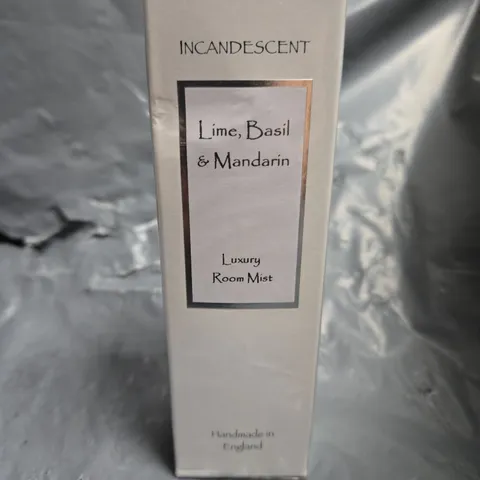 INCANDESCENT
Lime, Basil
& Mandarin
Luxury
Room Mist
Handmade in
England